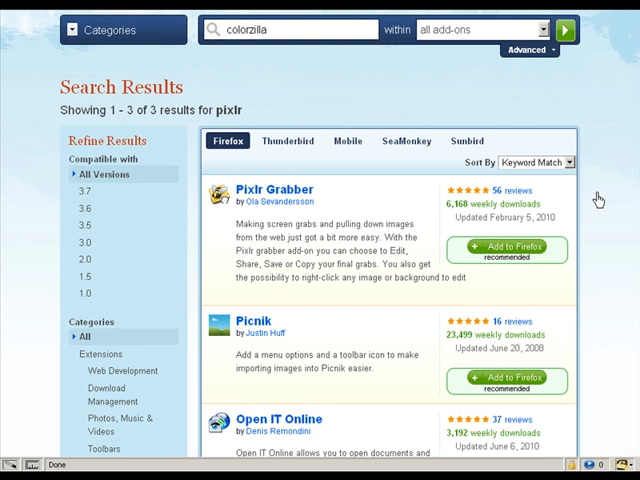 Categories
colorzilla
within
all add-ons
Advanced
Search Results
Showing 1 - 3 of 3 results for pixlr
Refine Results
Compatible with
All Versions
3.7
3.6
3.5
3.0
2.0
1.5
1.0
Categories
All
Extensions
Web Development
Download
Management
Photos, Music &
Videos
Toolbars
Firefox
Thunderbird
Mobile
SeaMonkey
Sunbird
Sort By
Keyword Match
Pixlr Grabber
by Ola Sevandersson
Making screen grabs and pulling down images
from the web just got a bit more easy. With the
Pixlr grabber add-on you can choose to Edit,
Share, Save or Copy your final grabs. You also get
the possibility to right-click any image or background to edit
56 reviews
6,168 weekly downloads
Updated February 5, 2010
+ Add to Firefox
recommended
Picnik
by Justin Huff
Add a menu options and a toolbar icon to make
importing images into Picnik easier.
16 reviews
23,499 weekly downloads
Updated June 20, 2008
+ Add to Firefox
recommended
Open IT Online
by Denis Remondini
Open IT Online allows you to open documents and
37 reviews
3,192 weekly downloads
Updated June 6, 2010
Done
0